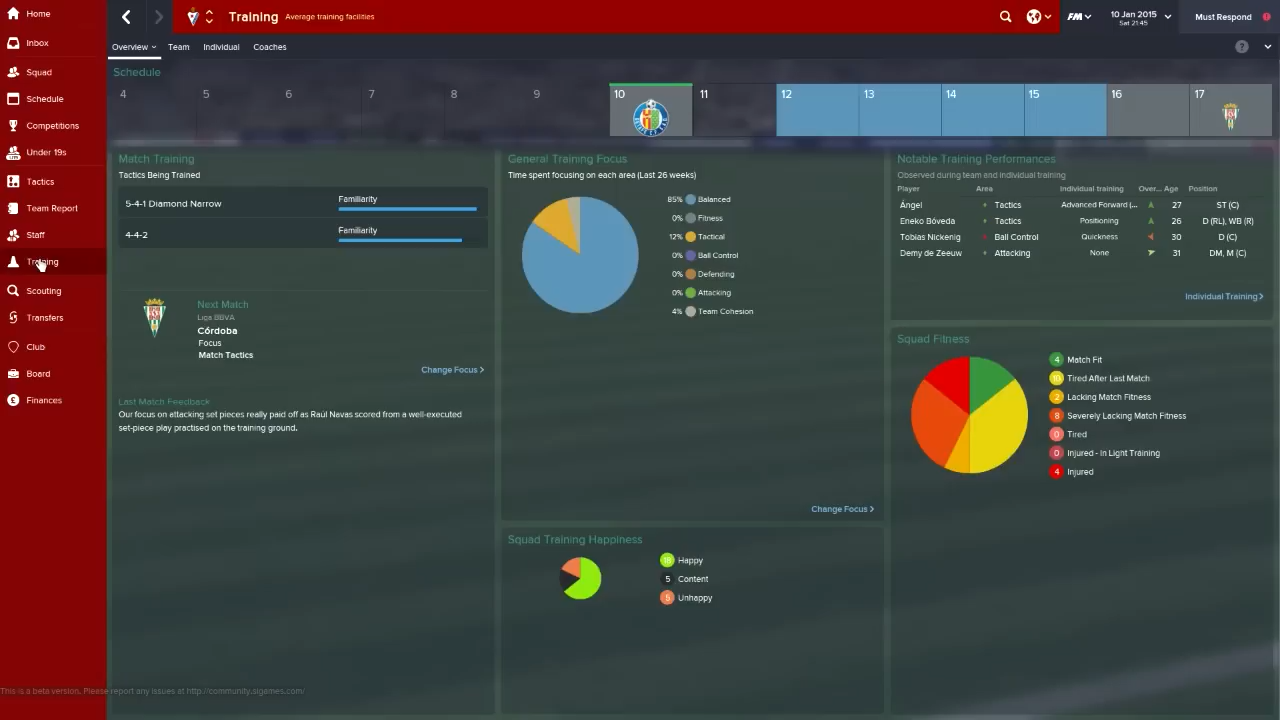 Home
Inbox
Squad
Schedule
Competitions
Under 19s
Tactics
Team Report
Staff
Training
Scouting
Transfers
Club
Board
Finances
Training Average training facilities
FM
10 Jan 2015
Sat 21:45
Must Respond
Overview Team Individual Coaches
?
Schedule
4 5 6 7 8 9 10 11 12 13 14 15 16 17
Match Training
Tactics Being Trained
5-4-1 Diamond Narrow Familiarity
4-4-2 Familiarity
Next Match
Liga BBVA
Córdoba
Focus
Match Tactics
Change Focus >
Last Match Feedback
Our focus on attacking set pieces really paid off as Raúl Navas scored from a well-executed
set-piece play practised on the training ground.
General Training Focus
Time spent focusing on each area (Last 26 weeks)
85% Balanced
0% Fitness
12% Tactical
0% Ball Control
0% Defending
0% Attacking
4% Team Cohesion
Change Focus >
Squad Training Happiness
18 Happy
5 Content
5 Unhappy
Notable Training Performances
Observed during team and individual training
Player Area Individual training Over... Age Position
Ángel Tactics Advanced Forward (... 27 ST (C)
Eneko Bóveda Tactics Positioning 26 D (RL), WB (R)
Tobias Nickenig Ball Control Quickness 30 D (C)
Demy de Zeeuw Attacking None 31 DM, M (C)
Individual Training >
Squad Fitness
4 Match Fit
10 Tired After Last Match
2 Lacking Match Fitness
8 Severely Lacking Match Fitness
0 Tired
0 Injured - In Light Training
4 Injured
This is a beta version. Please report any issues at http://community.sigames.com/